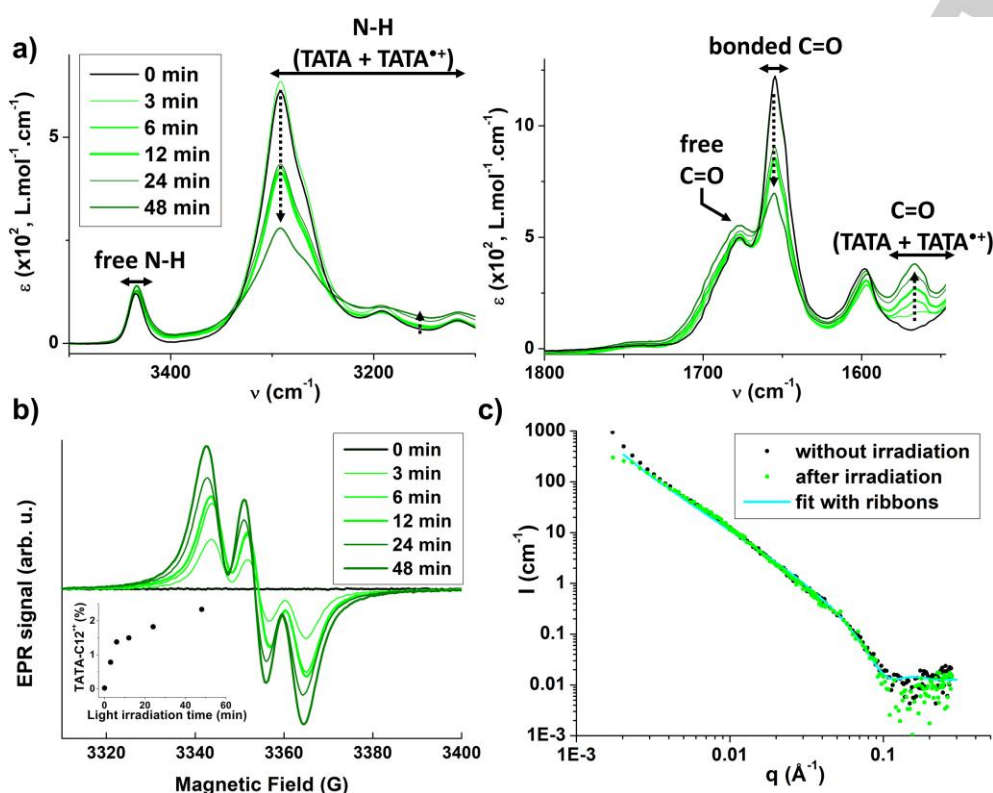 a)
N-H
(TATA + TATA•+)
0 min
3 min
6 min
12 min
24 min
48 min
free N-H
5
0
ε (x10², L.mol⁻¹.cm⁻¹)
3400
3200
ν (cm⁻¹)
bonded C=O
free
C=O
C=O
(TATA + TATA•+)
10
5
0
ε (x10², L.mol⁻¹.cm⁻¹)
1800
1700
1600
ν (cm⁻¹)
b)
0 min
3 min
6 min
12 min
24 min
48 min
EPR signal (arb. u.)
TATA-C12•+ (%)
2
1
0
0
20
40
60
Light irradiation time (min)
3320
3340
3360
3380
3400
Magnetic Field (G)
c)
without irradiation
after irradiation
fit with ribbons
I (cm⁻¹)
1000
100
10
1
0.1
0.01
1E-3
1E-3
0.01
0.1
q (Å⁻¹)